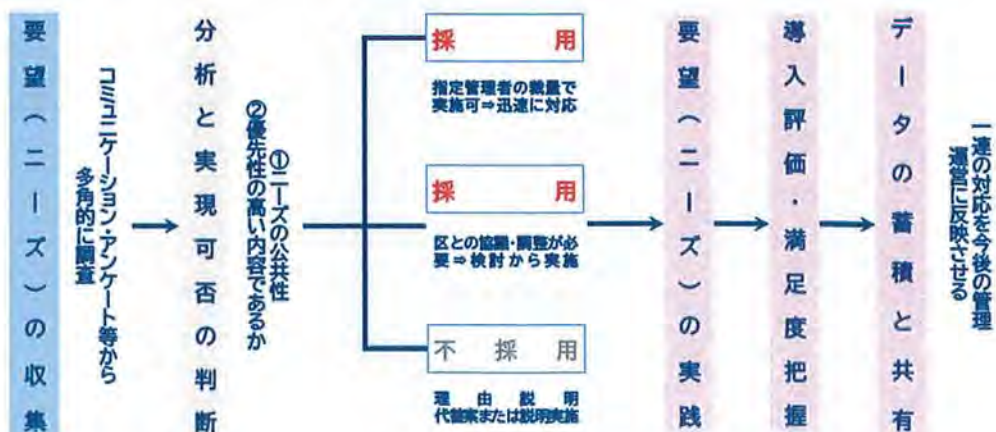 要望(ニーズ)の収集
コミュニケーション・アンケート等から
多角的に調査
分析と実現可否の判断
①ニーズの公共性
②優先性の高い内容であるか
採用
指定管理者の裁量で
実施可⇒迅速に対応
採用
区との協議・調整が必
要⇒検討から実施
不採用
理由説明
代替案または説明実施
要望(ニーズ)の実践
導入評価・満足度把握
データの蓄積と共有
一連の対応を今後の管理
運営に反映させる